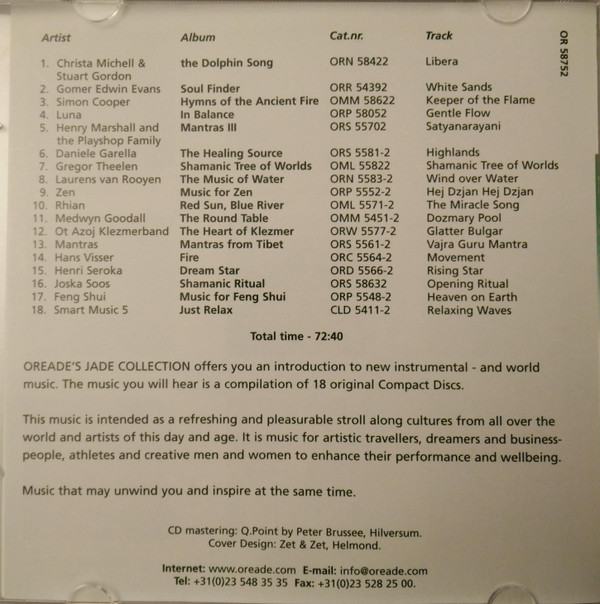 Artist Album Cat.nr. Track
1. Christa Michell & the Dolphin Song ORN 58422 Libera
Stuart Gordon
2. Gomer Edwin Evans Soul Finder ORR 54392 White Sands
3. Simon Cooper Hymns of the Ancient Fire OMM 58622 Keeper of the Flame
4. Luna In Balance ORP 58052 Gentle Flow
5. Henry Marshall and Mantras III ORS 55702 Satyanarayani
the Playshop Family
6. Daniele Garella The Healing Source ORS 5581-2 Highlands
7. Gregor Theelen Shamanic Tree of Worlds OML 55822 Shamanic Tree of Worlds
8. Laurens van Rooyen The Music of Water ORN 5583-2 Wind over Water
9. Zen Music for Zen ORP 5552-2 Hej Dzjan Hej Dzjan
10. Rhian Red Sun, Blue River OML 5571-2 The Miracle Song
11. Medwyn Goodall The Round Table OMM 5451-2 Dozmary Pool
12. Ot Azoj Klezmerband The Heart of Klezmer ORW 5577-2 Glatter Bulgar
13. Mantras Mantras from Tibet ORS 5561-2 Vajra Guru Mantra
14. Hans Visser Fire ORC 5564-2 Movement
15. Henri Seroka Dream Star ORD 5566-2 Rising Star
16. Joska Soos Shamanic Ritual ORS 58632 Opening Ritual
17. Feng Shui Music for Feng Shui ORP 5548-2 Heaven on Earth
18. Smart Music 5 Just Relax CLD 5411-2 Relaxing Waves
OR 58752
Total time - 72:40
OREADE'S JADE COLLECTION offers you an introduction to new instrumental - and world
music. The music you will hear is a compilation of 18 original Compact Discs.
This music is intended as a refreshing and pleasurable stroll along cultures from all over the
world and artists of this day and age. It is music for artistic travellers, dreamers and business-
people, athletes and creative men and women to enhance their performance and wellbeing.
Music that may unwind you and inspire at the same time.
CD mastering: Q.Point by Peter Brussee, Hilversum.
Cover Design: Zet & Zet, Helmond.
Internet: www.oreade.com E-mail: info@oreade.com
Tel: +31(0)23 548 35 35 Fax: +31(0)23 528 25 00.